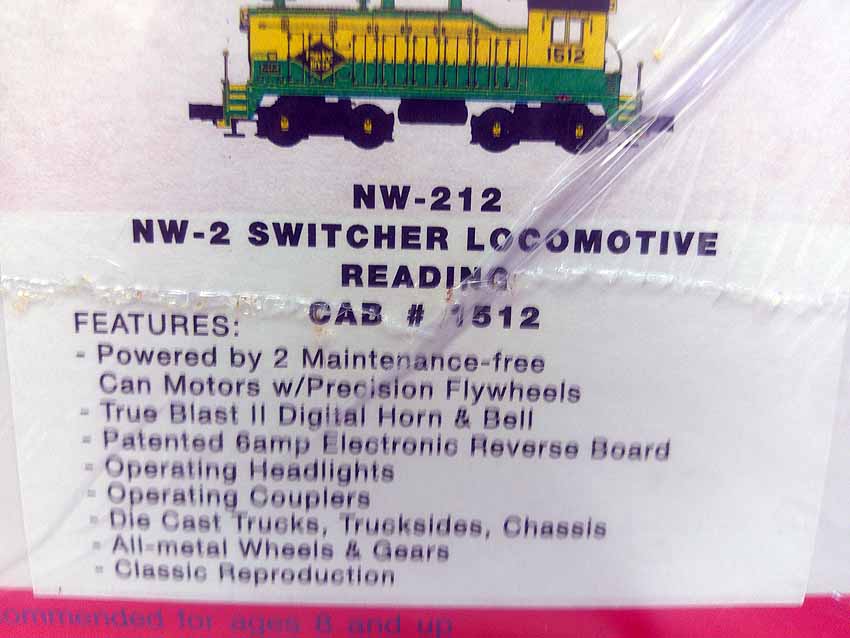 1512
NW-212
NW-2 SWITCHER LOCOMOTIVE
READING
CAB # 1512
FEATURES:
- Powered by 2 Maintenance-free
Can Motors w/Precision Flywheels
- True Blast II Digital Horn & Bell
- Patented 6amp Electronic Reverse Board
- Operating Headlights
- Operating Couplers
- Die Cast Trucks, Trucksides, Chassis
- All-metal Wheels & Gears
- Classic Reproduction
ommended for ages 8 and up